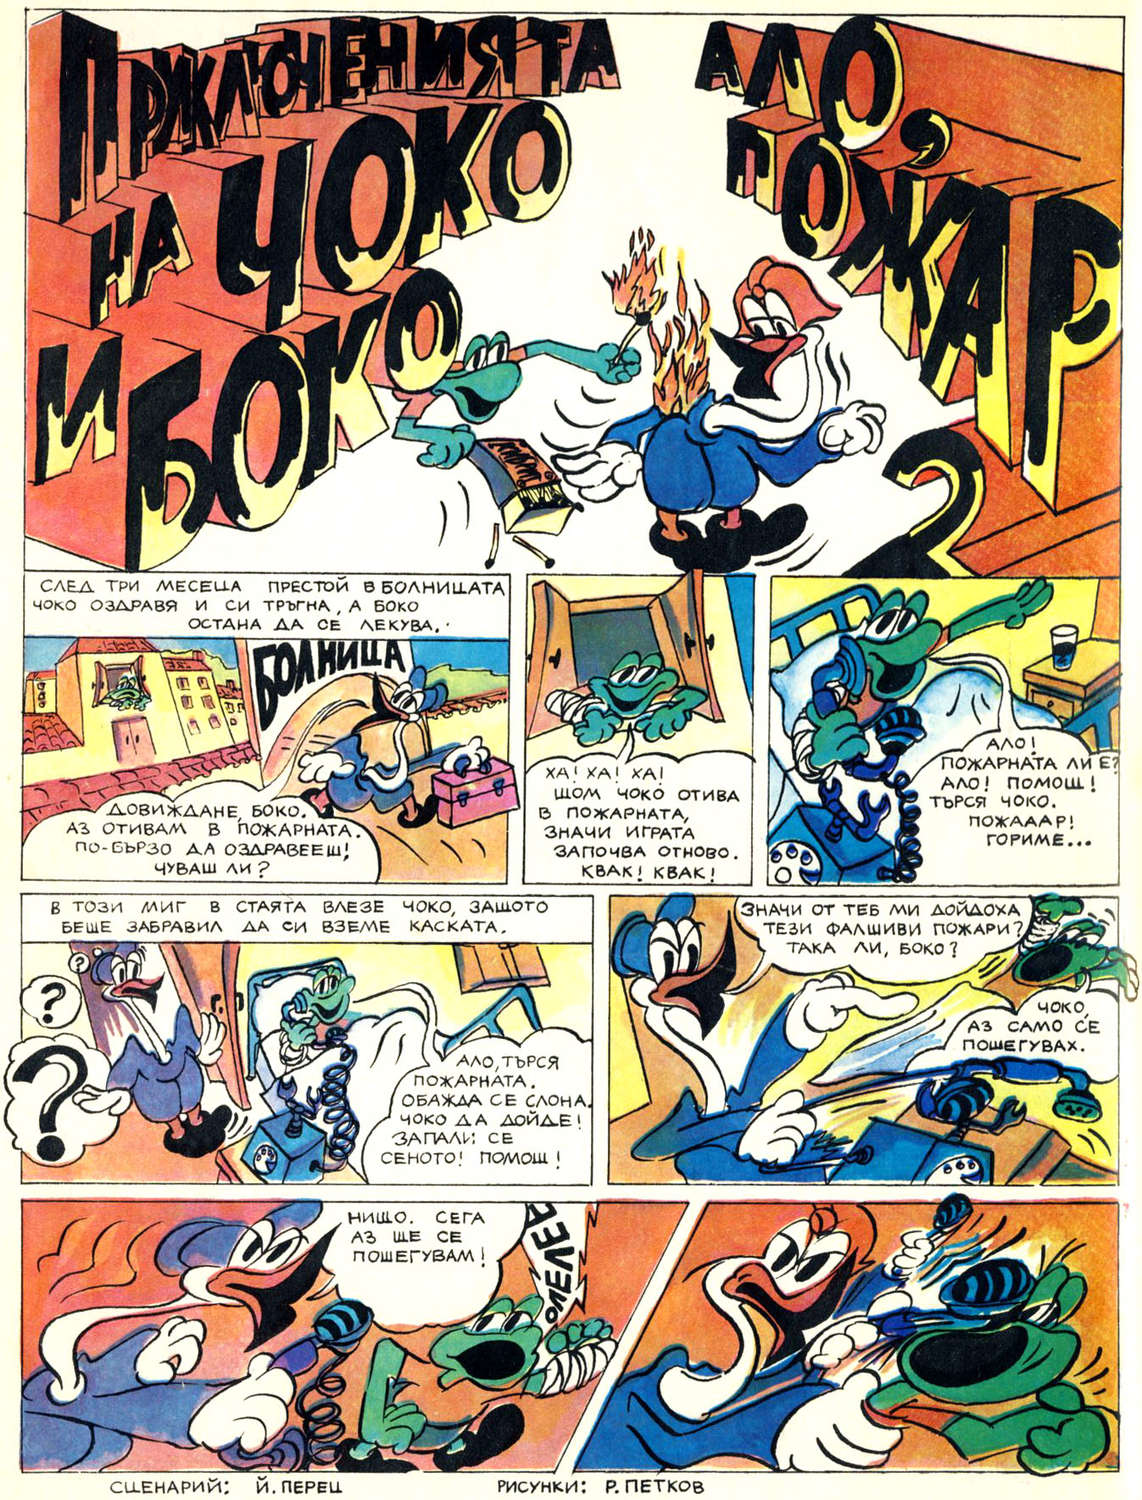 ПРИКЛЮЧЕНИЯТА
НА ЧОКО
И БОКО
АЛО,
ПОЖАР
2
СЛЕД ТРИ МЕСЕЦА ПРЕСТОЙ В БОЛНИЦАТА
ЧОКО ОЗДРАВЯ И СИ ТРЪГНА, А БОКО
ОСТАНА ДА СЕ ЛЕКУВА.
БОЛНИЦА
ДОВИЖДАНЕ, БОКО.
АЗ ОТИВАМ В ПОЖАРНАТА.
ПО-БЪРЗО ДА ОЗДРАВЕЕШ!
ЧУВАШ ЛИ?
ХА! ХА! ХА!
ЩОМ ЧОКО ОТИВА
В ПОЖАРНАТА,
ЗНАЧИ ИГРАТА
ЗАПОЧВА ОТНОВО.
КВАК! КВАК!
АЛО!
ПОЖАРНАТА ЛИ Е?
АЛО! ПОМОЩ!
ТЪРСЯ ЧОКО.
ПОЖАААР!
ГОРИМЕ...
В ТОЗИ МИГ В СТАЯТА ВЛЕЗЕ ЧОКО, ЗАЩОТО
БЕШЕ ЗАБРАВИЛ ДА СИ ВЗЕМЕ КАСКАТА.
?
?
?
АЛО, ТЪРСЯ
ПОЖАРНАТА.
ОБАЖДА СЕ СЛОНА.
ЧОКО ДА ДОЙДЕ!
ЗАПАЛИ СЕ
СЕНОТО! ПОМОЩ!
ЗНАЧИ ОТ ТЕБ МИ ДОЙДОХА
ТЕЗИ ФАЛШИВИ ПОЖАРИ?
ТАКА ЛИ, БОКО?
ЧОКО,
АЗ САМО СЕ
ПОШЕГУВАХ.
НИЩО. СЕГА
АЗ ЩЕ СЕ
ПОШЕГУВАМ!
ОЛЕЛЕС
СЦЕНАРИЙ: Й. ПЕРЕЦ
РИСУНКИ: Р. ПЕТКОВ